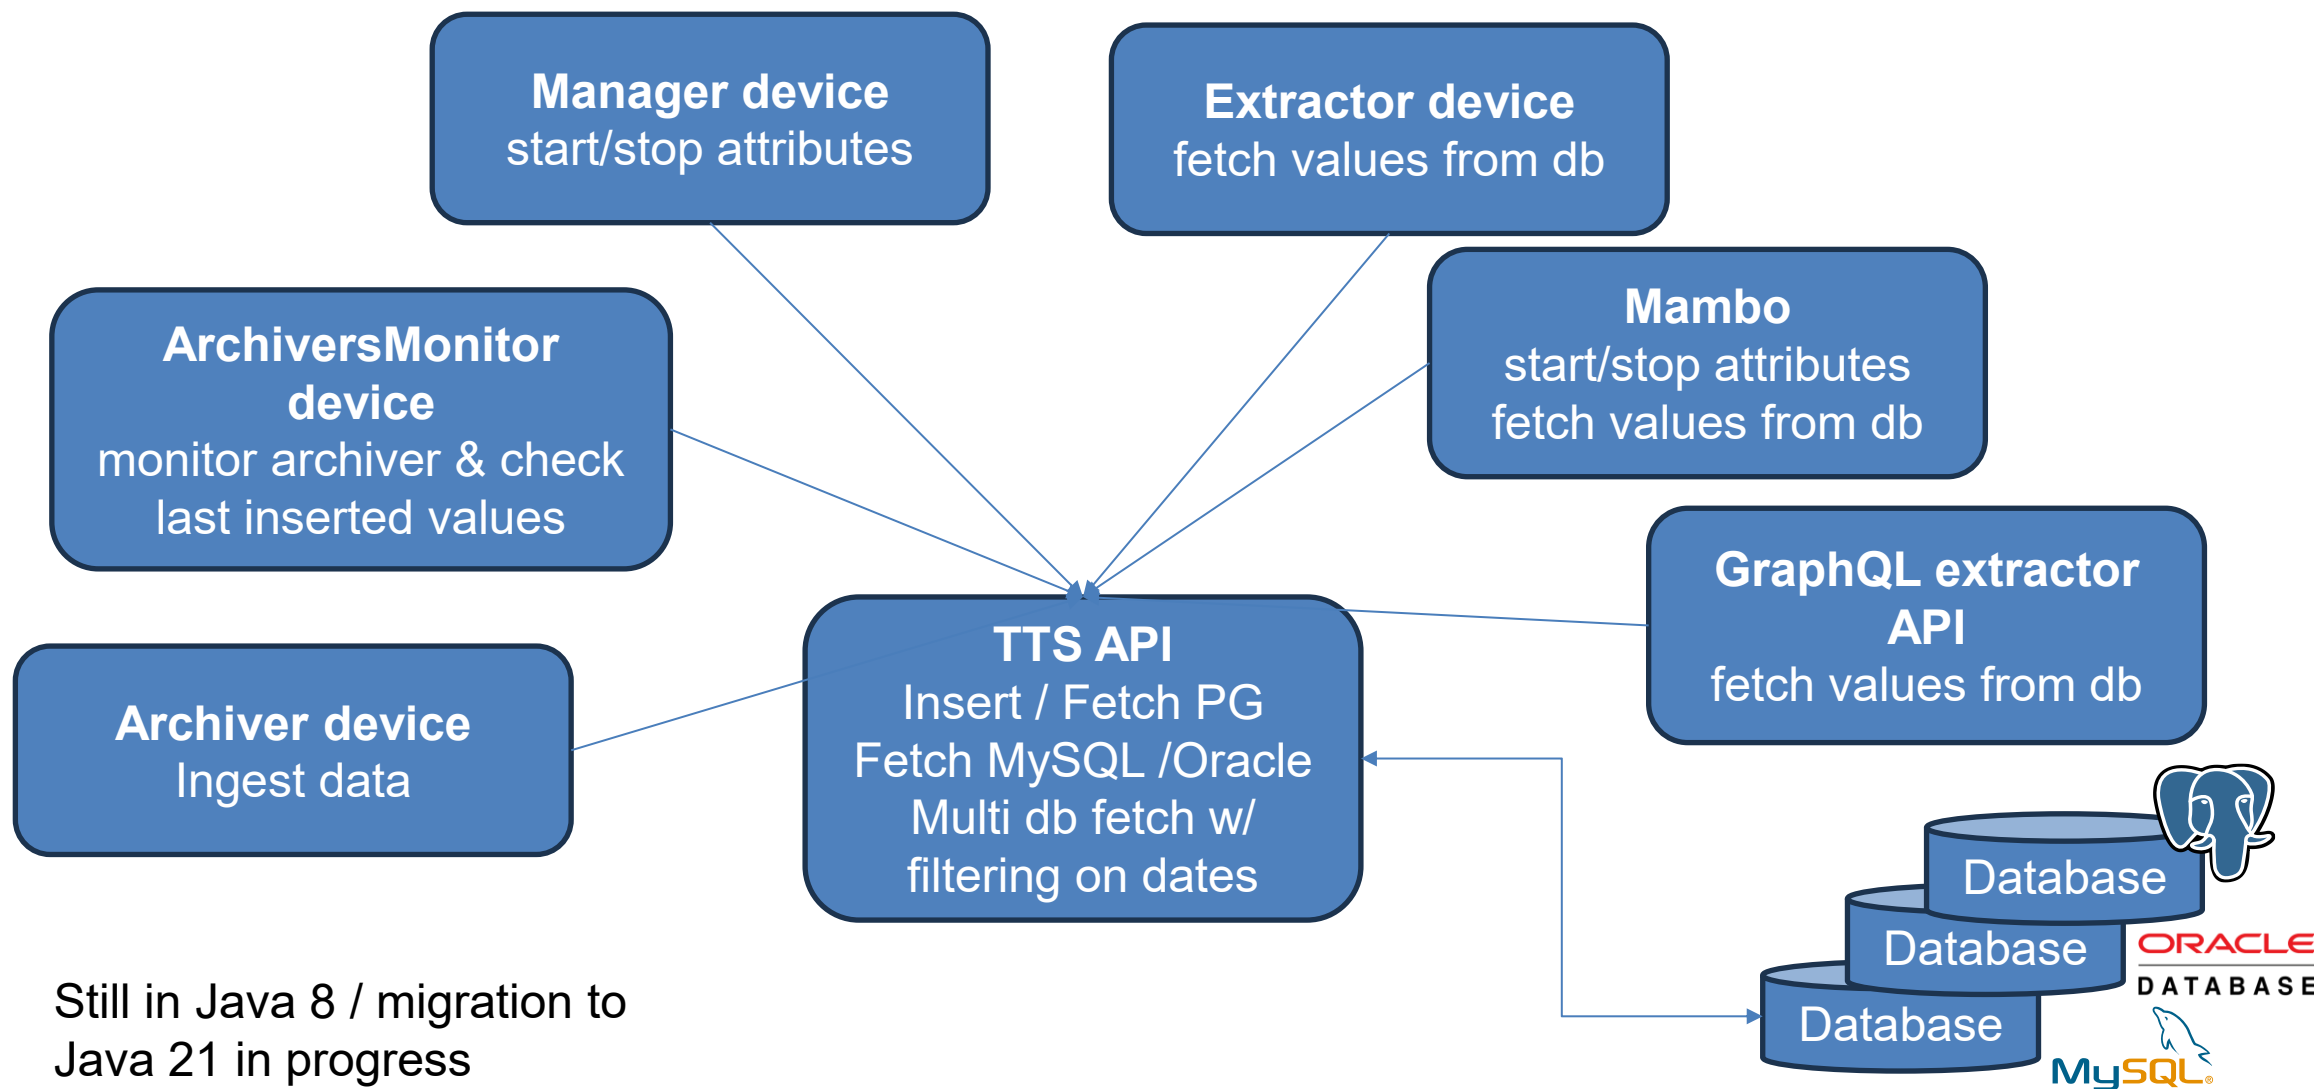 Manager device
start/stop attributes
Extractor device
fetch values from db
Mambo
start/stop attributes
fetch values from db
ArchiversMonitor
device
monitor archiver & check
last inserted values
GraphQL extractor
API
fetch values from db
TTS API
Insert / Fetch PG
Fetch MySQL /Oracle
Multi db fetch w/
filtering on dates
Archiver device
Ingest data
Database
Database
Database
ORACLE
DATABASE
MySQL®
Still in Java 8 / migration to
Java 21 in progress